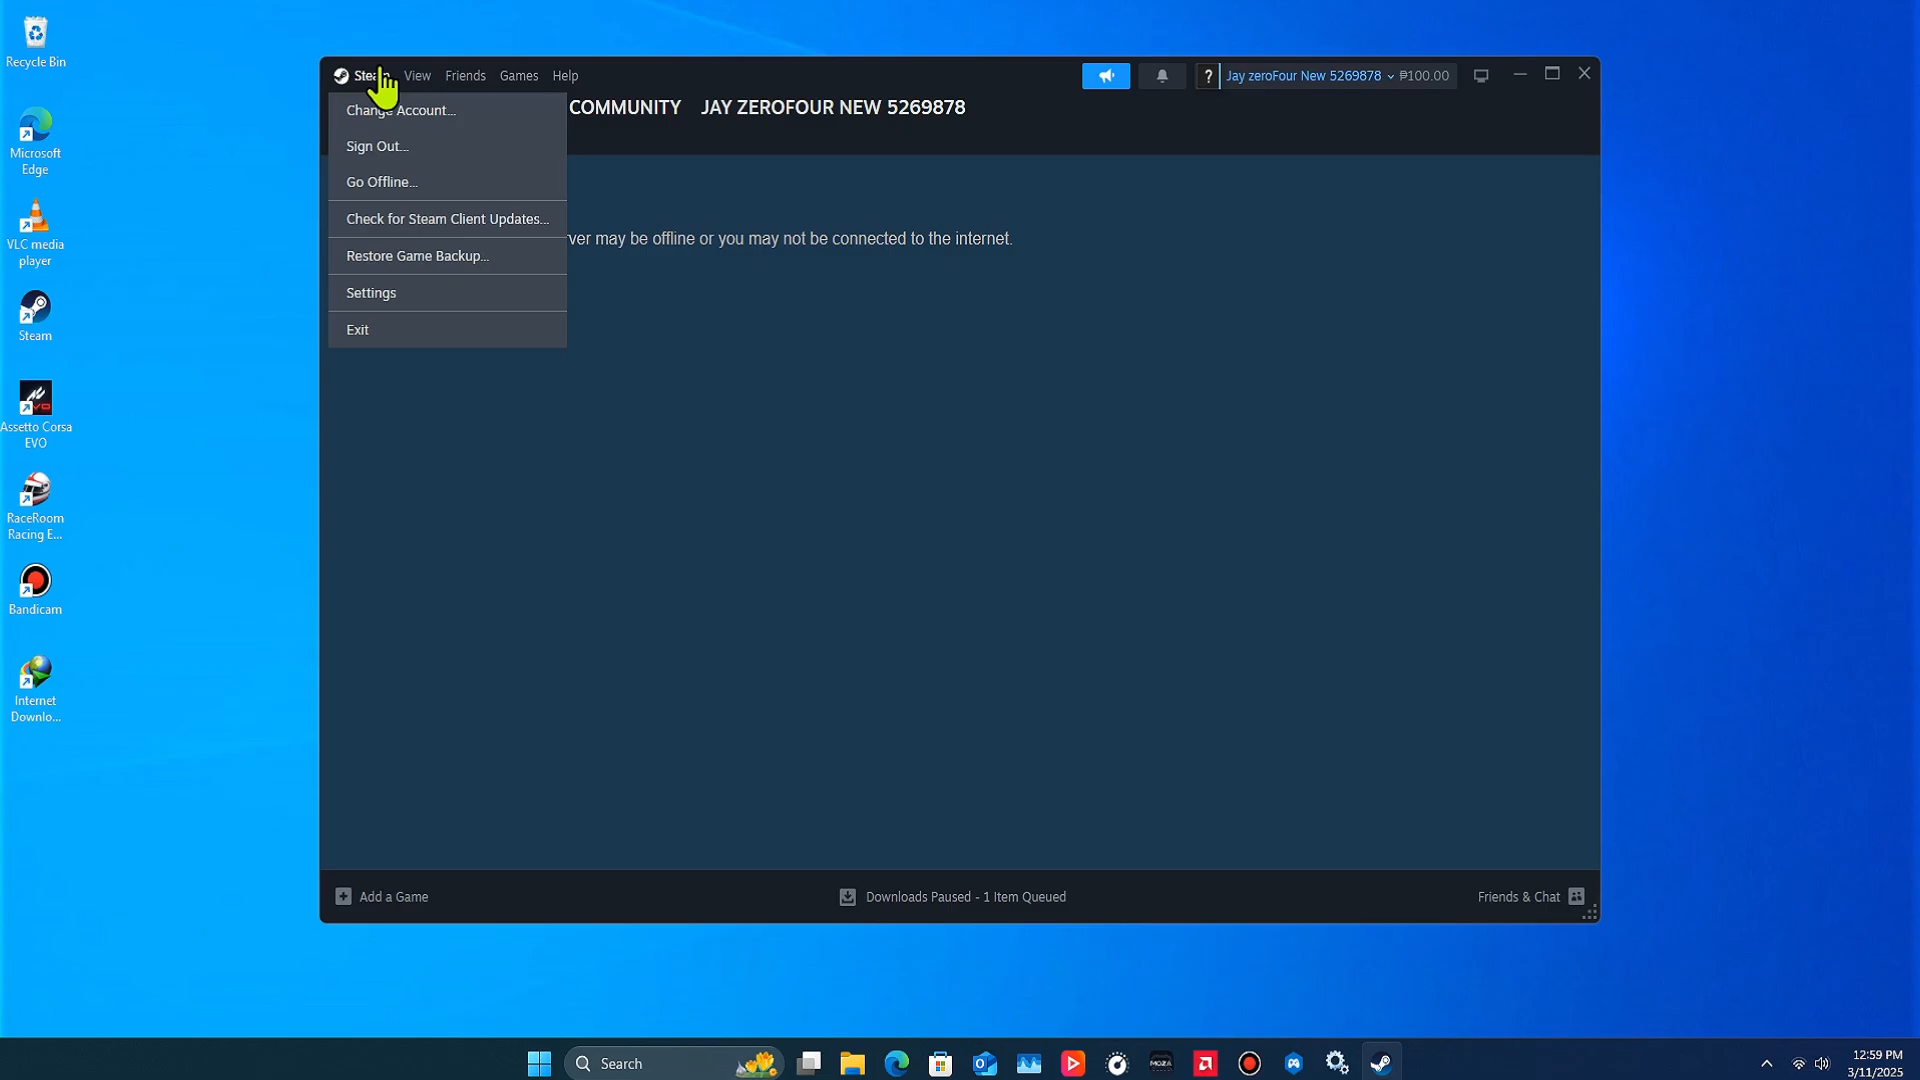 Recycle Bin
Microsoft
Edge
VLC media
player
Steam
Assetto Corsa
EVO
RaceRoom
Racing E...
Bandicam
Internet
Downlo...
View Friends Games Help
? Jay zeroFour New 5269878 ₱100.00
COMMUNITY JAY ZEROFOUR NEW 5269878
Change Account...
Sign Out...
Go Offline...
Check for Steam Client Updates...
Restore Game Backup...
Settings
Exit
may be offline or you may not be connected to the internet.
Add a Game
Downloads Paused - 1 Item Queued
Friends & Chat
Search
MOZA
12:59 PM
3/11/2025